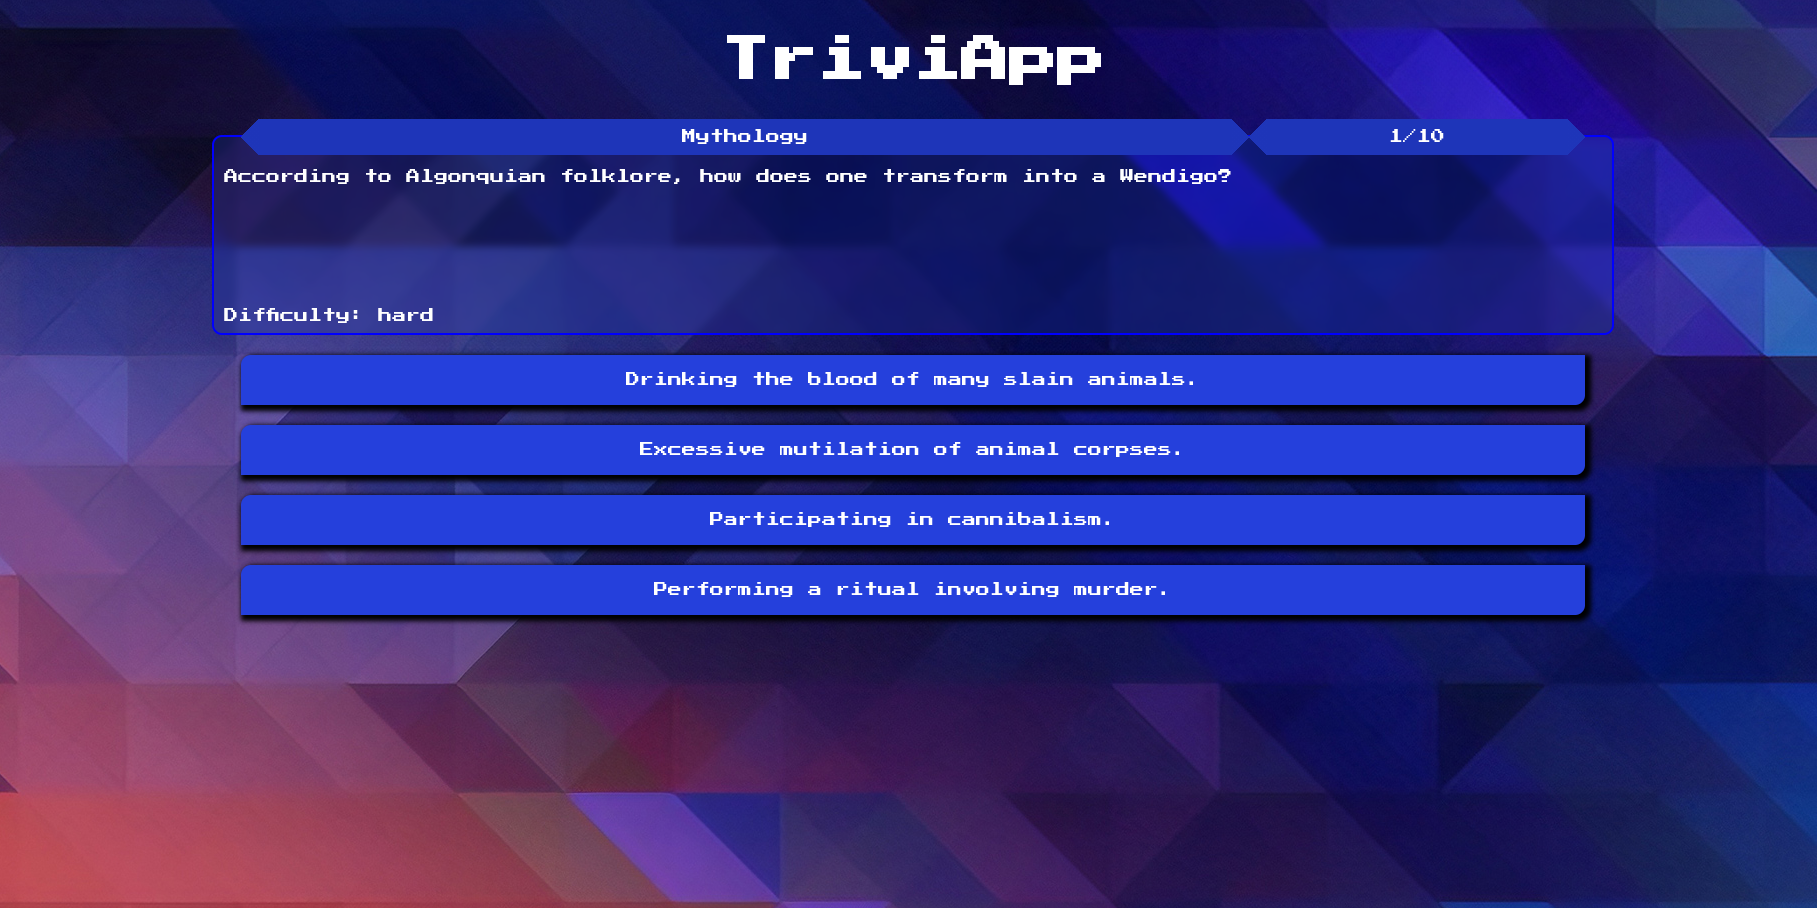 TriviApp
Mythology
1/10
According to Algonquian folklore, how does one transform into a Wendigo?
Difficulty: hard
Drinking the blood of many slain animals.
Excessive mutilation of animal corpses.
Participating in cannibalism.
Performing a ritual involving murder.